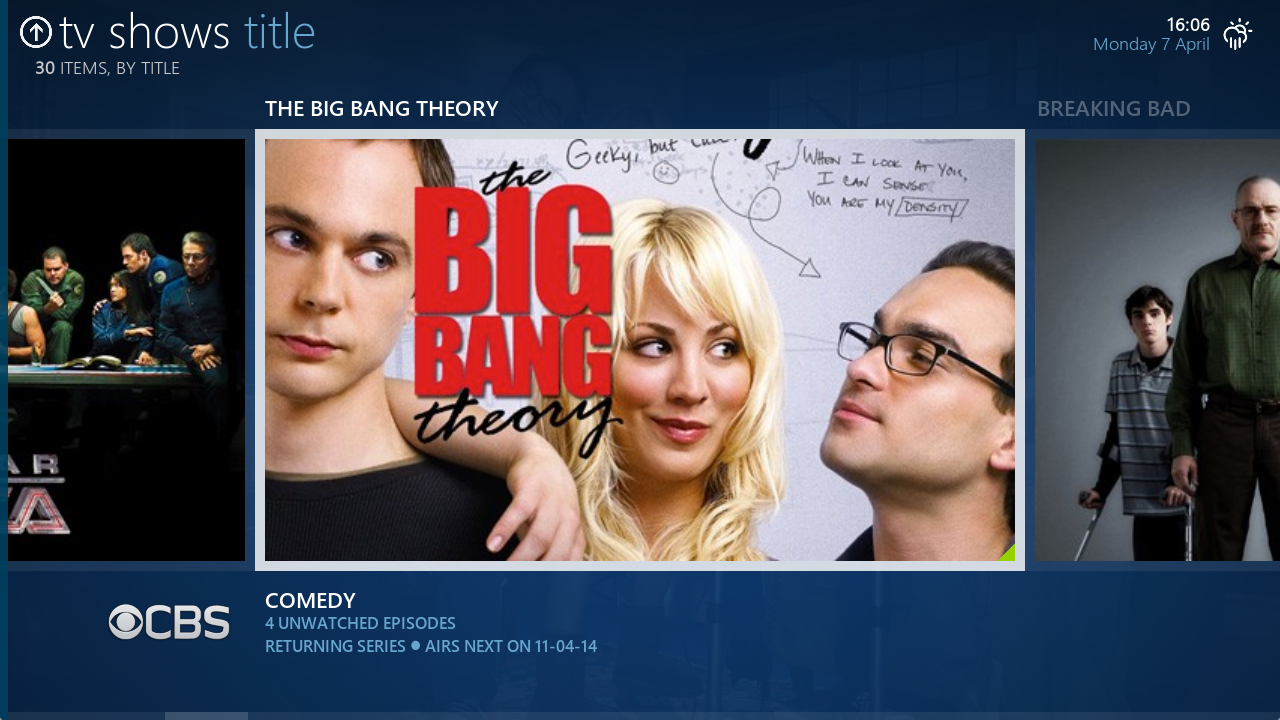 tv shows title
16:06
Monday 7 April
30 ITEMS, BY TITLE
THE BIG BANG THEORY
BREAKING BAD
Geeky, but
WHEN I LOOK AT YOU,
I CAN SENSE
YOU ARE MY DENSITY
the
BIG
BANG
theory
AR
CBS
COMEDY
4 UNWATCHED EPISODES
RETURNING SERIES ● AIRS NEXT ON 11-04-14